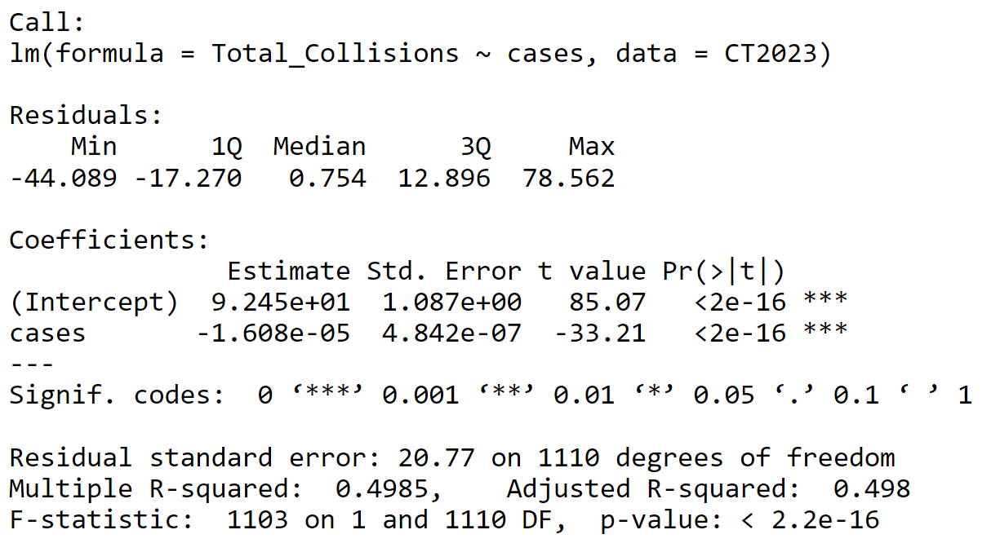 Call:
lm(formula = Total_Collisions ~ cases, data = CT2023)
Residuals:
    Min      1Q  Median      3Q     Max
-44.089 -17.270   0.754  12.896  78.562
Coefficients:
              Estimate Std. Error t value Pr(>|t|)
(Intercept)  9.245e+01  1.087e+00   85.07   <2e-16 ***
cases       -1.608e-05  4.842e-07  -33.21   <2e-16 ***
---
Signif. codes:  0 ‘***’ 0.001 ‘**’ 0.01 ‘*’ 0.05 ‘.’ 0.1 ‘ ’ 1
Residual standard error: 20.77 on 1110 degrees of freedom
Multiple R-squared:  0.4985,    Adjusted R-squared:  0.498
F-statistic:  1103 on 1 and 1110 DF,  p-value: < 2.2e-16